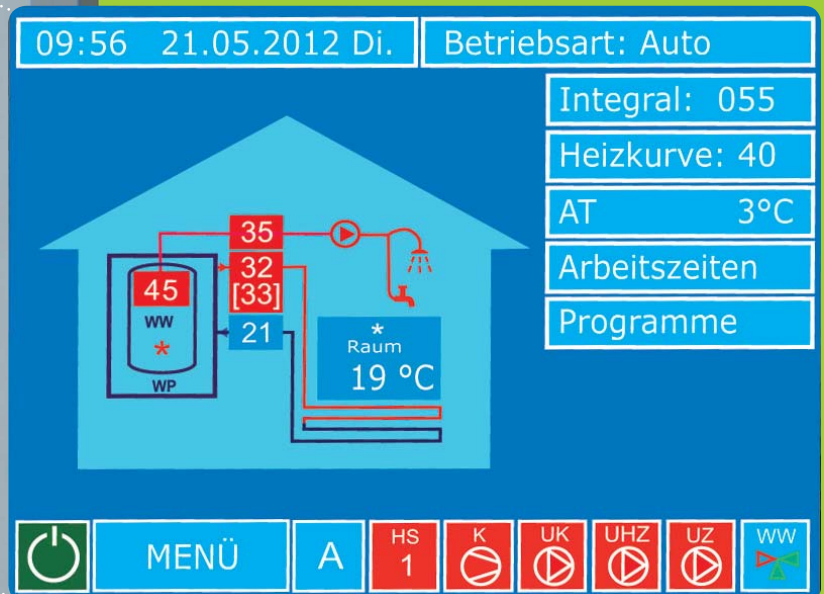 09:56 21.05.2012 Di.
Betriebsart: Auto
Integral: 055
Heizkurve: 40
AT 3°C
Arbeitszeiten
Programme
35
32
[33]
21
45
WW
*
WP
*
Raum
19 °C
MENÜ
A
HS
1
K
UK
UHZ
UZ
WW